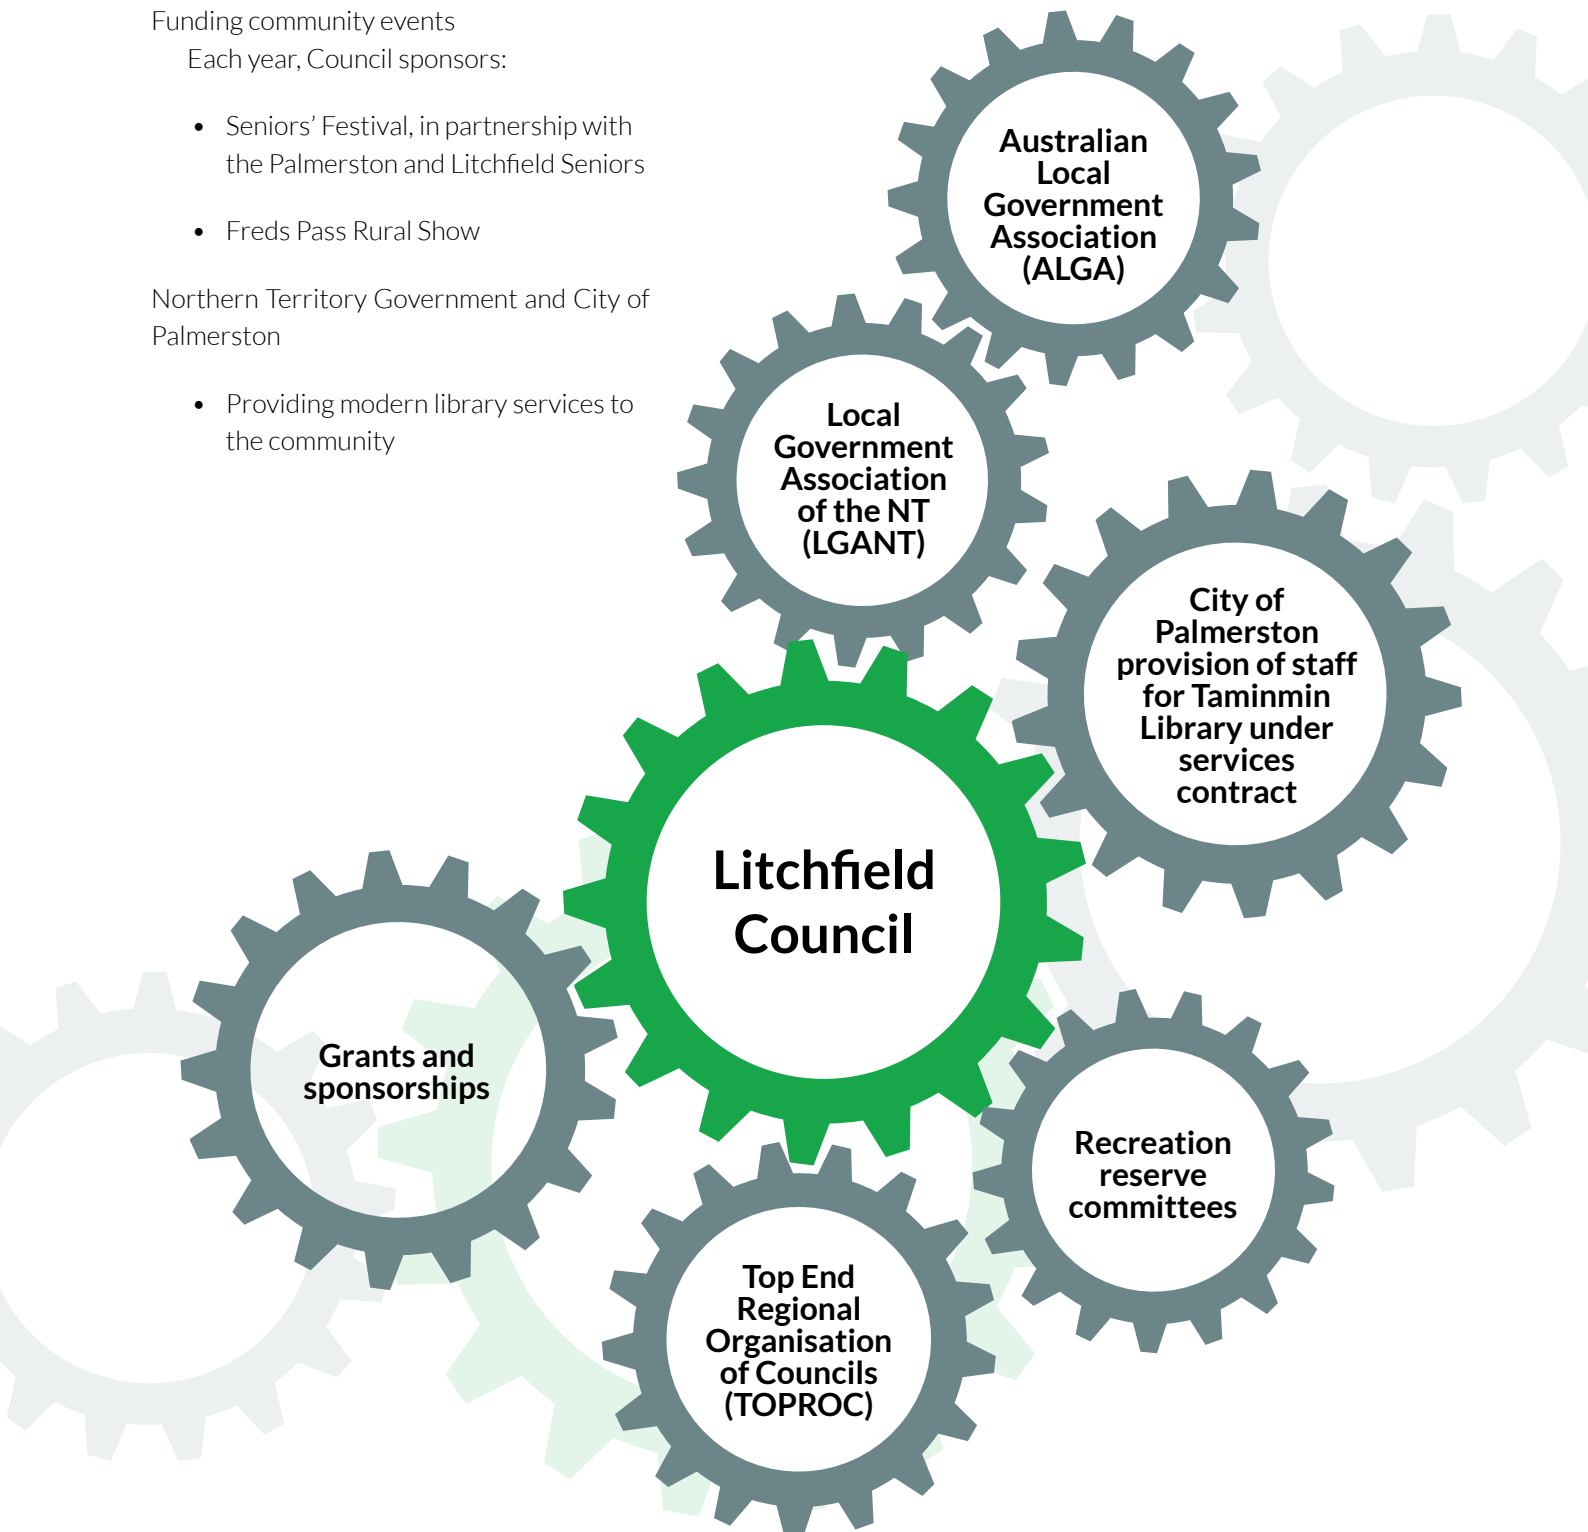 Funding community events
Each year, Council sponsors:
• Seniors’ Festival, in partnership with
the Palmerston and Litchfield Seniors
• Freds Pass Rural Show
Northern Territory Government and City of
Palmerston
• Providing modern library services to
the community
Australian
Local
Government
Association
(ALGA)
Local
Government
Association
of the NT
(LGANT)
City of
Palmerston
provision of staff
for Taminmin
Library under
services
contract
Litchfield
Council
Grants and
sponsorships
Recreation
reserve
committees
Top End
Regional
Organisation
of Councils
(TOPROC)